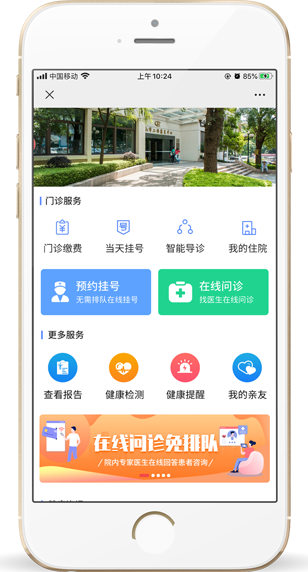 中国移动 上午 10:24 85%
门诊服务
门诊缴费 当天挂号 智能导诊 我的住院
预约挂号 在线问诊
无需排队在线挂号 找医生在线问诊
更多服务
查看报告 健康检测 健康提醒 我的亲友
在线问诊免排队
院内专家医生在线回答患者咨询